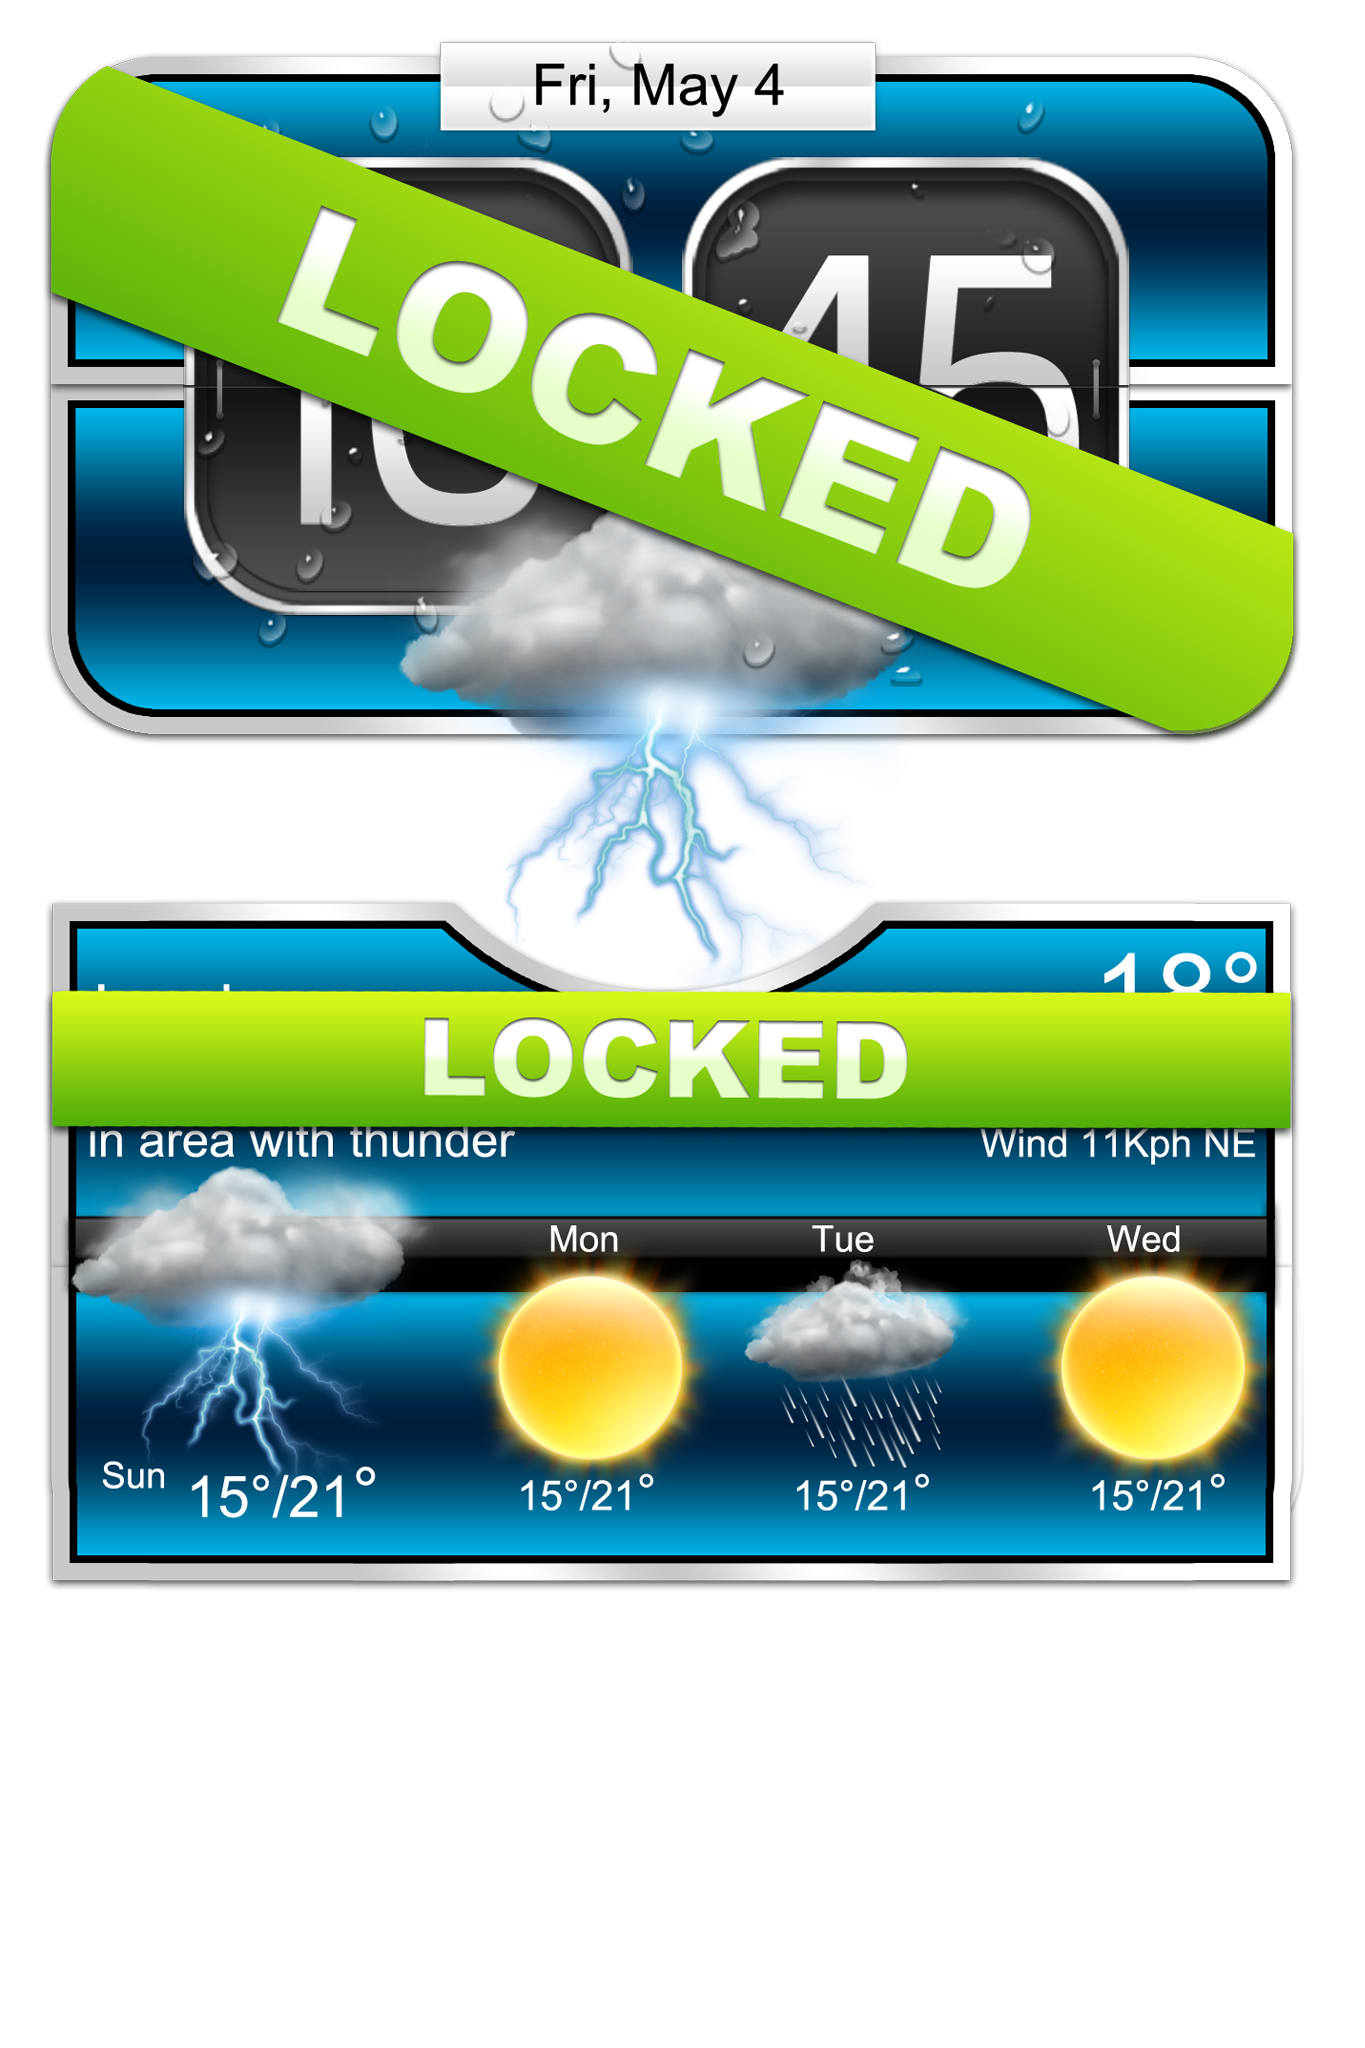 Fri, May 4
LOCKED
45
18°
LOCKED
in area with thunder
Wind 11Kph NE
Mon Tue Wed
Sun 15°/21° 15°/21° 15°/21° 15°/21°